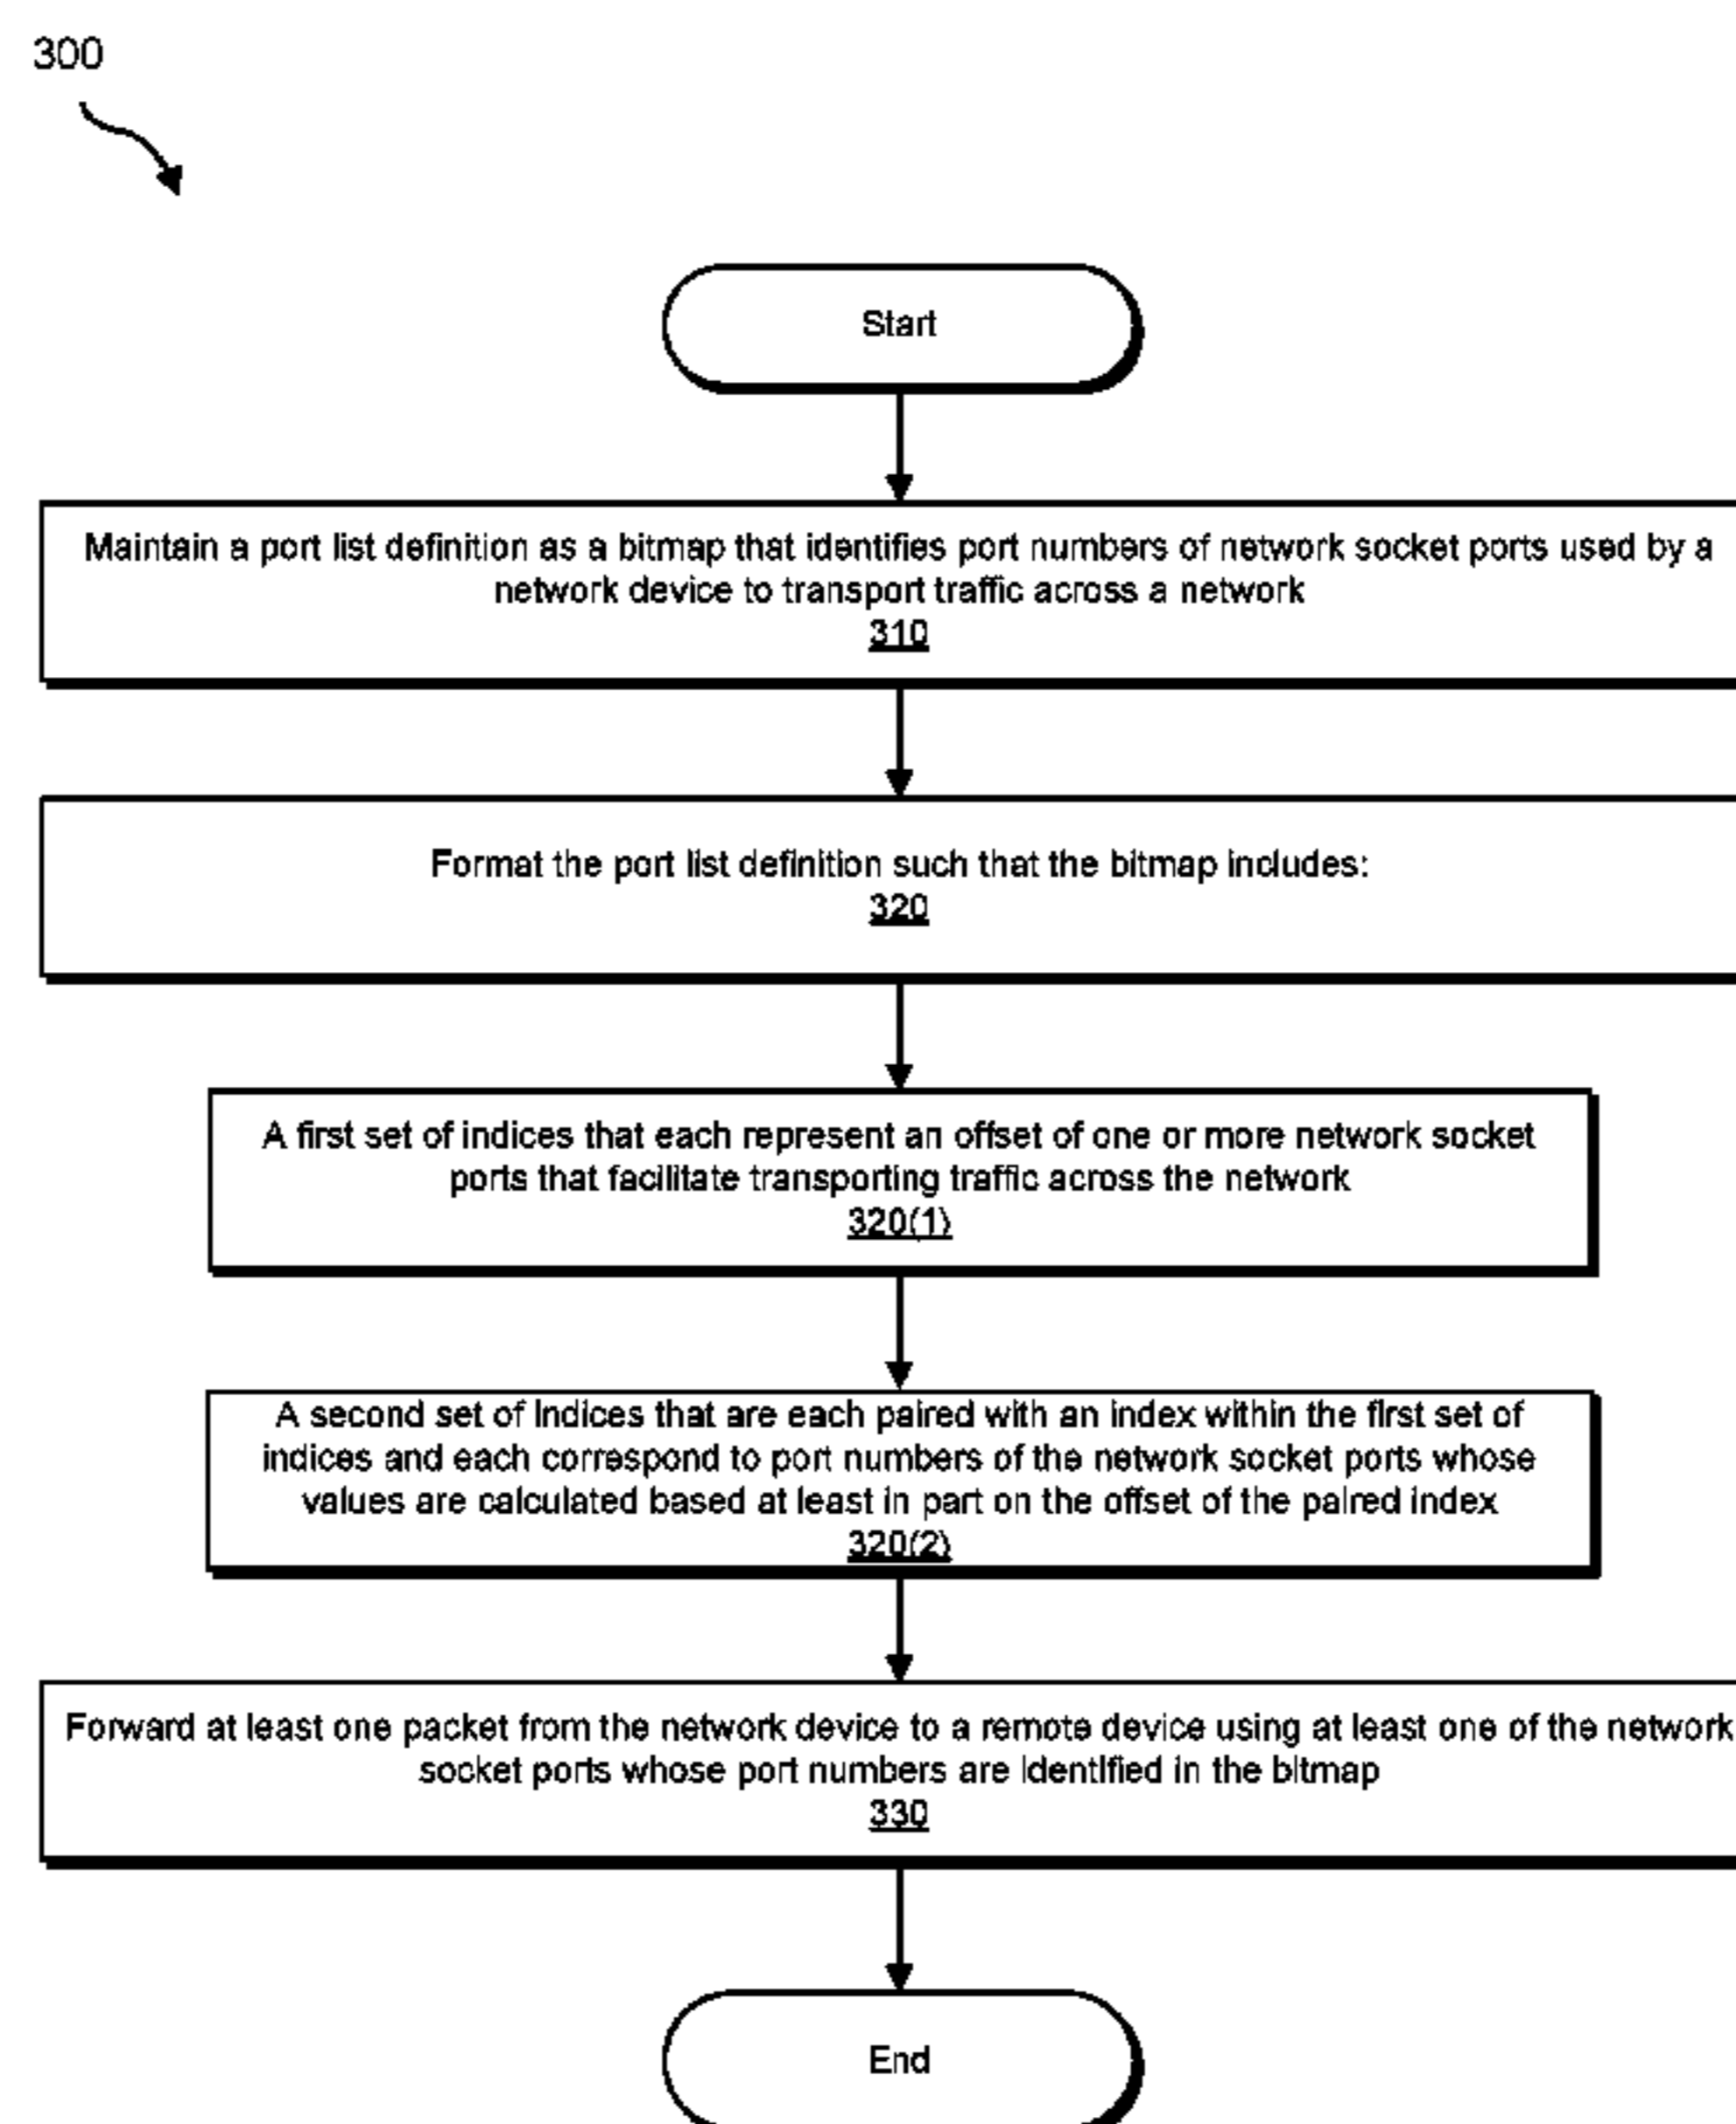 300
Start
Maintain a port list definition as a bitmap that identifies port numbers of network socket ports used by a
network device to transport traffic across a network
310
Format the port list definition such that the bitmap includes:
320
A first set of indices that each represent an offset of one or more network socket
ports that facilitate transporting traffic across the network
320(1)
A second set of indices that are each paired with an index within the first set of
indices and each correspond to port numbers of the network socket ports whose
values are calculated based at least in part on the offset of the paired index
320(2)
Forward at least one packet from the network device to a remote device using at least one of the network
socket ports whose port numbers are identified in the bitmap
330
End